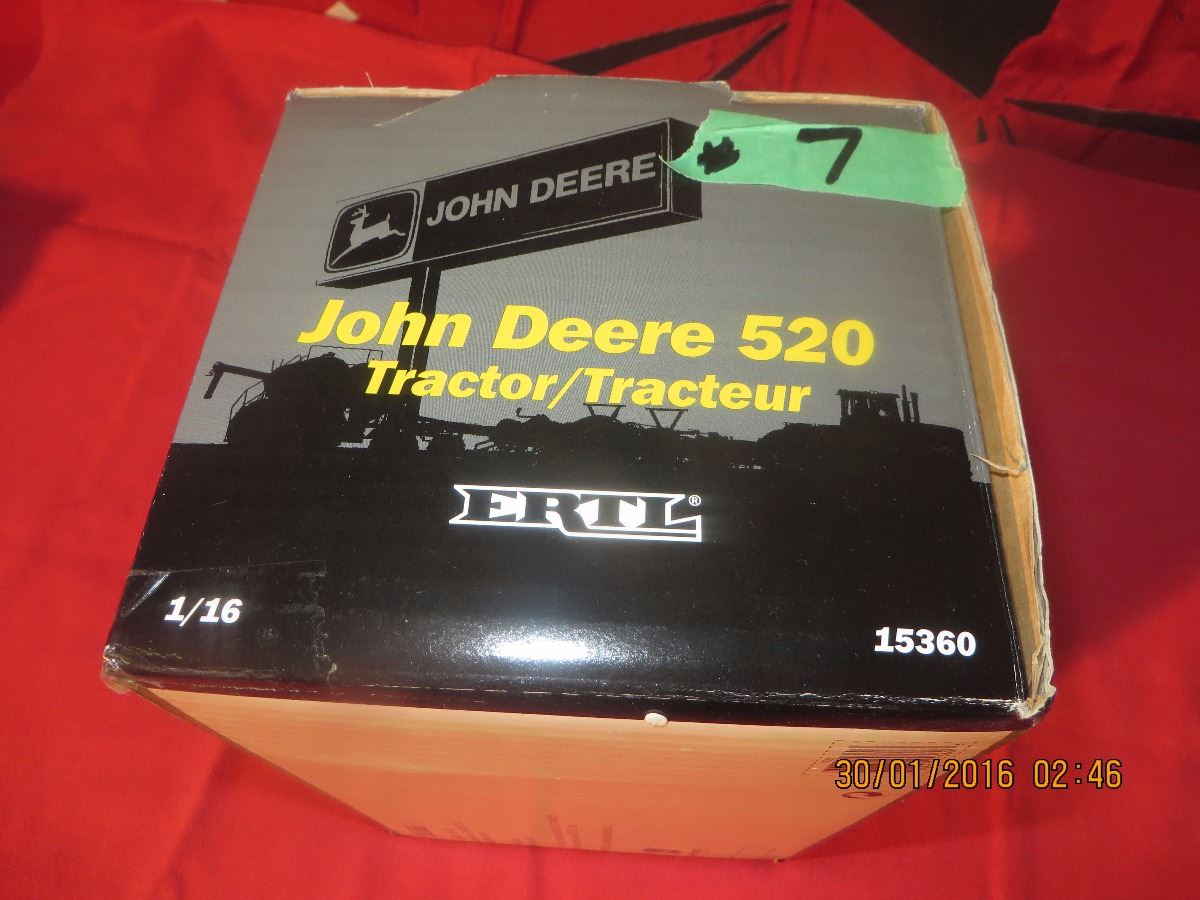 # 7
JOHN DEERE
John Deere 520
Tractor/Tracteur
ERTL®
1/16
15360
30/01/2016 02:46